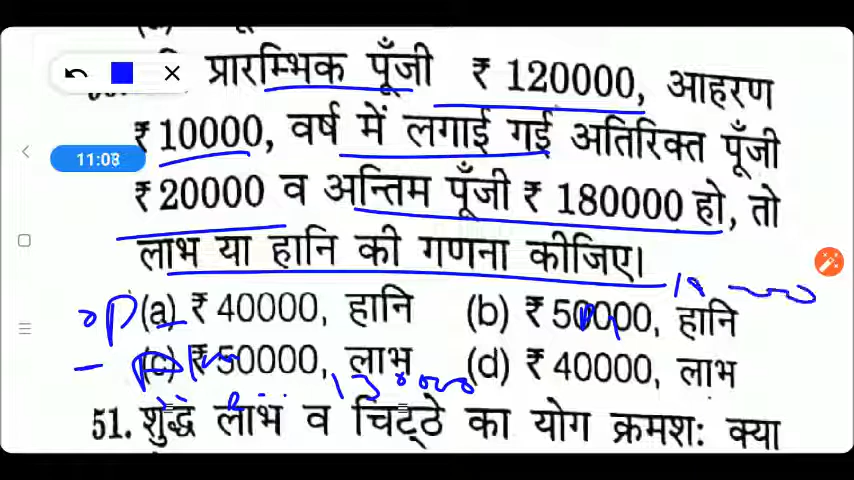 प्रारम्भिक पूँजी ₹ 120000, आहरण
₹ 10000, वर्ष में लगाई गई अतिरिक्त पूँजी
11:03
₹ 20000 व अन्तिम पूँजी ₹ 180000 हो, तो
लाभ या हानि की गणना कीजिए।
(a) ₹ 40000, हानि (b) ₹ 50000, हानि
(c) ₹ 50000, लाभ (d) ₹ 40000, लाभ
51. शुद्ध लाभ व चिट्ठे का योग क्रमशः क्या